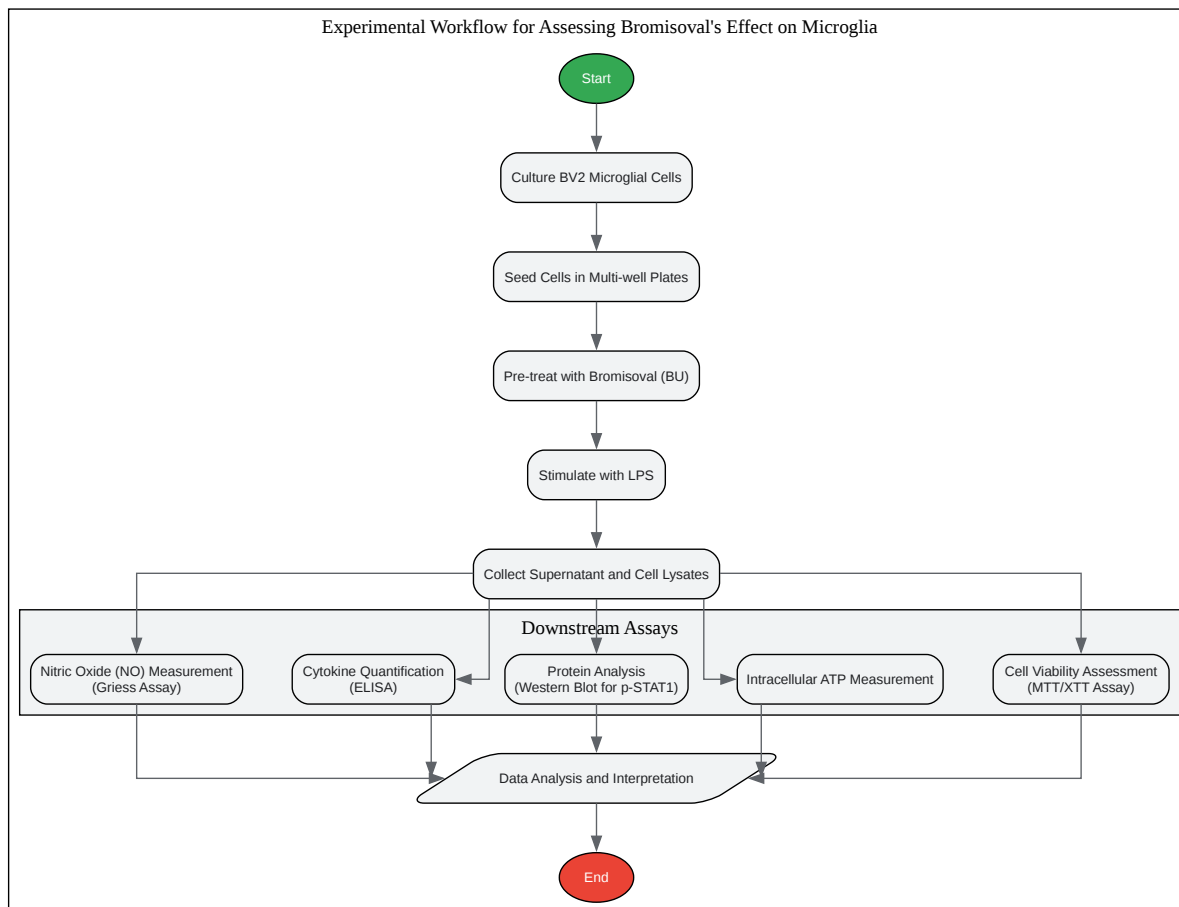 Experimental Workflow for Assessing Bromisoval's Effect on Microglia
Start
Culture BV2 Microglial Cells
Seed Cells in Multi-well Plates
Pre-treat with Bromisoval (BU)
Stimulate with LPS
Collect Supernatant and Cell Lysates
Downstream Assays
Nitric Oxide (NO) Measurement
(Griess Assay)
Cytokine Quantification
(ELISA)
Protein Analysis
(Western Blot for p-STAT1)
Intracellular ATP Measurement
Cell Viability Assessment
(MTT/XTT Assay)
Data Analysis and Interpretation
End